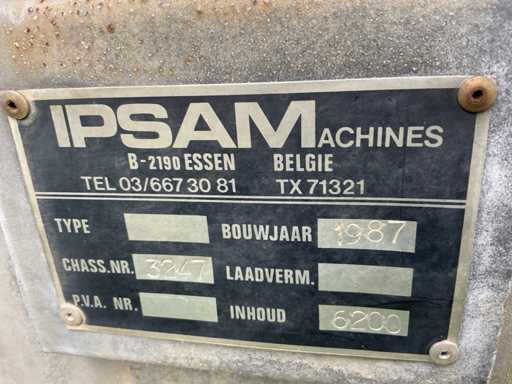 IPSAMACHINES
B-2190 ESSEN BELGIE
TEL 03/667 30 81 TX 71321
TYPE BOUWJAAR 1987
CHASS.NR. 3247 LAADVERM.
P.V.A. NR. INHOUD 6200